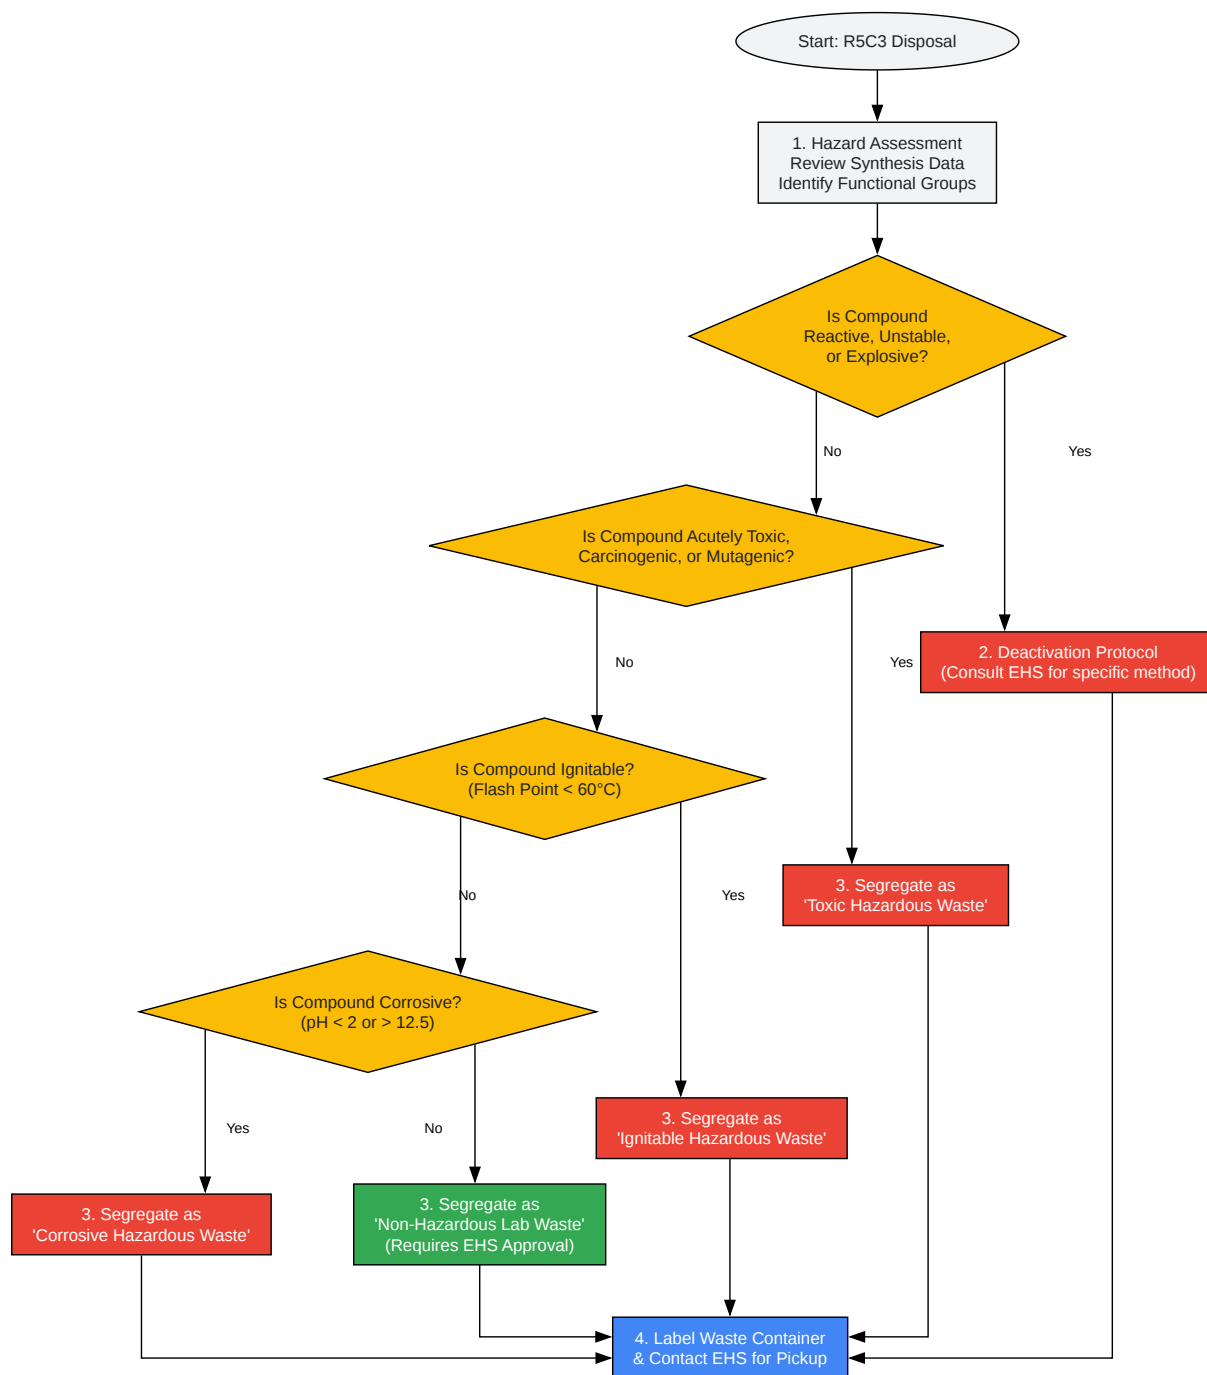 Start: R5C3 Disposal
1. Hazard Assessment
Review Synthesis Data
Identify Functional Groups
Is Compound
Reactive, Unstable,
or Explosive?
No
Yes
Is Compound Acutely Toxic,
Carcinogenic, or Mutagenic?
No
Yes
2. Deactivation Protocol
(Consult EHS for specific method)
Is Compound Ignitable?
(Flash Point < 60°C)
No
Yes
3. Segregate as
'Toxic Hazardous Waste'
Is Compound Corrosive?
(pH < 2 or > 12.5)
Yes
No
3. Segregate as
'Ignitable Hazardous Waste'
3. Segregate as
'Corrosive Hazardous Waste'
3. Segregate as
'Non-Hazardous Lab Waste'
(Requires EHS Approval)
4. Label Waste Container
& Contact EHS for Pickup